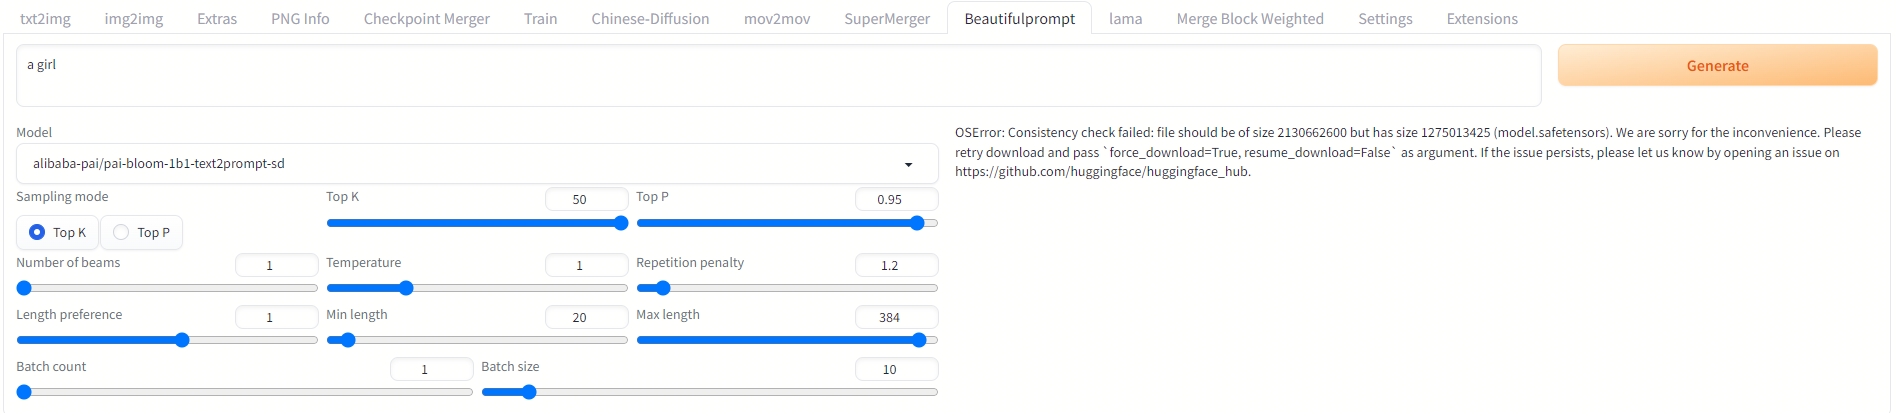 txt2img img2img Extras PNG Info Checkpoint Merger Train Chinese-Diffusion mov2mov SuperMerger Beautifulprompt lama Merge Block Weighted Settings Extensions
a girl
Generate
Model
alibaba-pai/pai-bloom-1b1-text2prompt-sd
OSError: Consistency check failed: file should be of size 2130662600 but has size 1275013425 (model.safetensors). We are sorry for the inconvenience. Please
retry download and pass `force_download=True, resume_download=False` as argument. If the issue persists, please let us know by opening an issue on
https://github.com/huggingface/huggingface_hub.
Sampling mode
Top K Top P
Top K 50
Top P 0.95
Number of beams 1
Temperature 1
Repetition penalty 1.2
Length preference 1
Min length 20
Max length 384
Batch count 1
Batch size 10